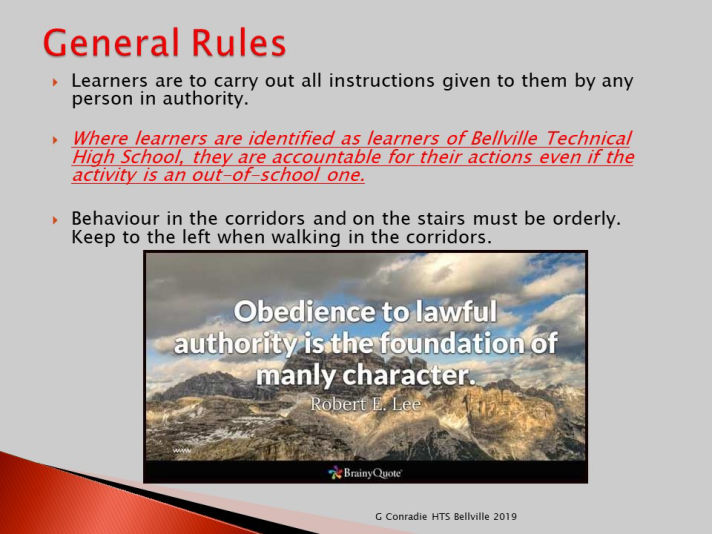 General Rules
Learners are to carry out all instructions given to them by any
person in authority.
Where learners are identified as learners of Bellville Technical
High School, they are accountable for their actions even if the
activity is an out-of-school one.
Behaviour in the corridors and on the stairs must be orderly.
Keep to the left when walking in the corridors.
Obedience to lawful
authority is the foundation of
manly character.
Robert E. Lee
BrainyQuote
G Conradie HTS Bellville 2019